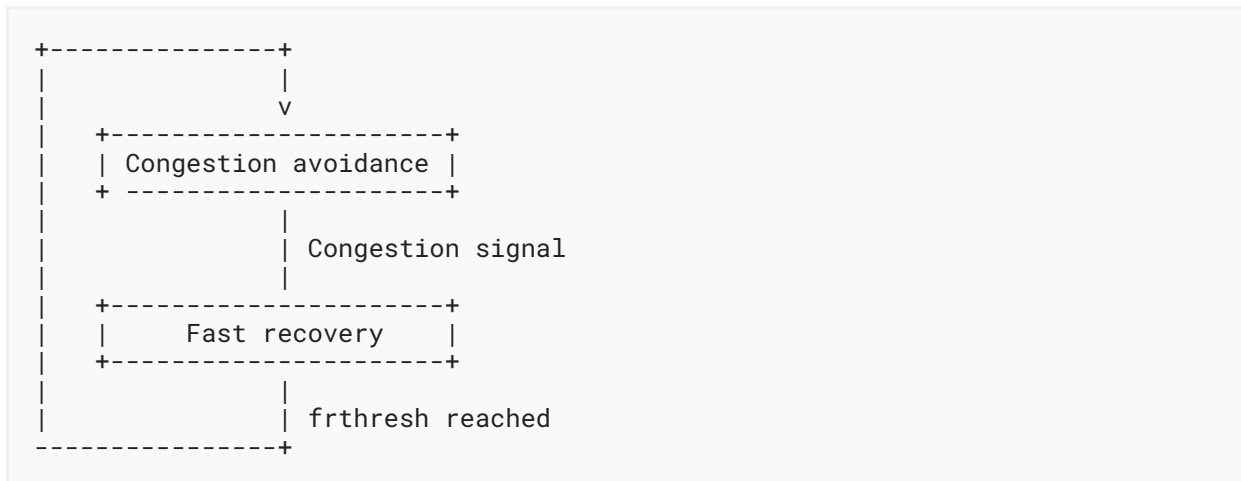 +---------------+
|               |
|               v
|   +----------------------+
|   | Congestion avoidance |
|   + ---------------------+
|               |
|               | Congestion signal
|               |
|   +----------------------+
|   |     Fast recovery    |
|   +----------------------+
|               |
|               | frthresh reached
----------------+